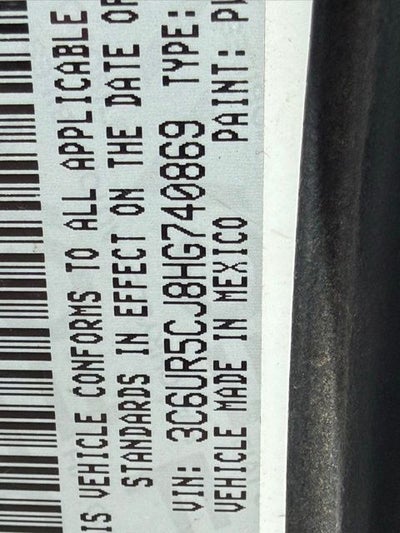 IS VEHICLE CONFORMS TO ALL APPLICABLE
STANDARDS IN EFFECT ON THE DATE OF
VIN: 3C6UR5CJ8HG740869 TYPE:
VEHICLE MADE IN MEXICO PAINT: